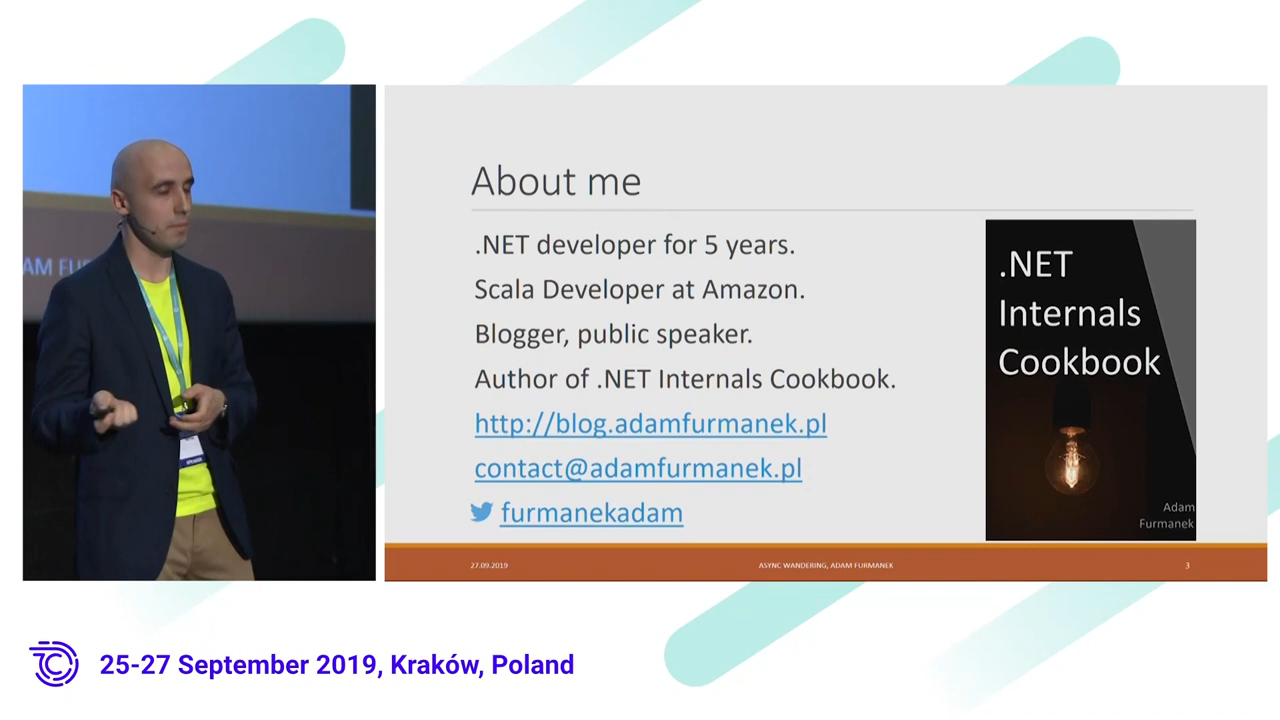 AM FUR
About me
.NET developer for 5 years.
Scala Developer at Amazon.
Blogger, public speaker.
Author of .NET Internals Cookbook.
http://blog.adamfurmanek.pl
contact@adamfurmanek.pl
furmanekadam
.NET
Internals
Cookbook
Adam
Furmanek
27.09.2019
ASYNC WANDERING, ADAM FURMANEK
3
25-27 September 2019, Kraków, Poland